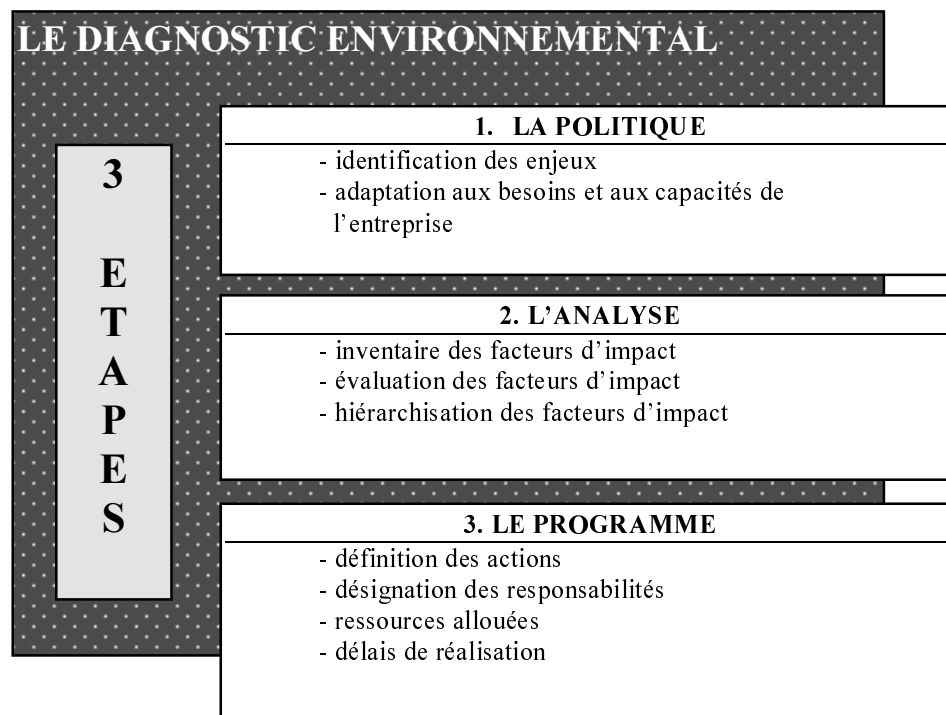 LE DIAGNOSTIC ENVIRONNEMENTAL
3
E
T
A
P
E
S
1. LA POLITIQUE
- identification des enjeux
- adaptation aux besoins et aux capacités de
l’entreprise
2. L’ANALYSE
- inventaire des facteurs d’impact
- évaluation des facteurs d’impact
- hiérarchisation des facteurs d’impact
3. LE PROGRAMME
- définition des actions
- désignation des responsabilités
- ressources allouées
- délais de réalisation